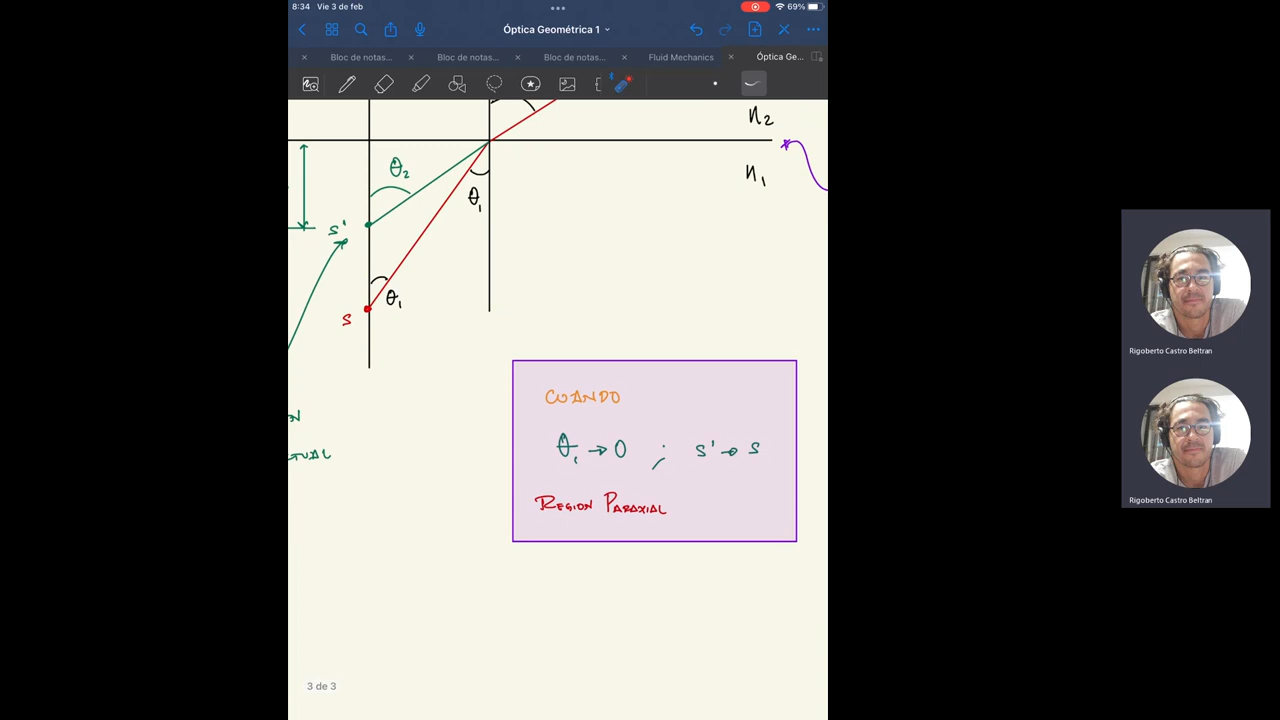 8:34 Vie 3 de feb
69%
Óptica Geométrica 1
Bloc de notas...
Bloc de notas...
Bloc de notas...
Fluid Mechanics
Óptica Ge...
n2
n1
θ2
θ1
s'
θ1
s
CUANDO
θ1 → 0 ; s' → s
REGION PARAXIAL
3 de 3
Rigoberto Castro Beltran
Rigoberto Castro Beltran